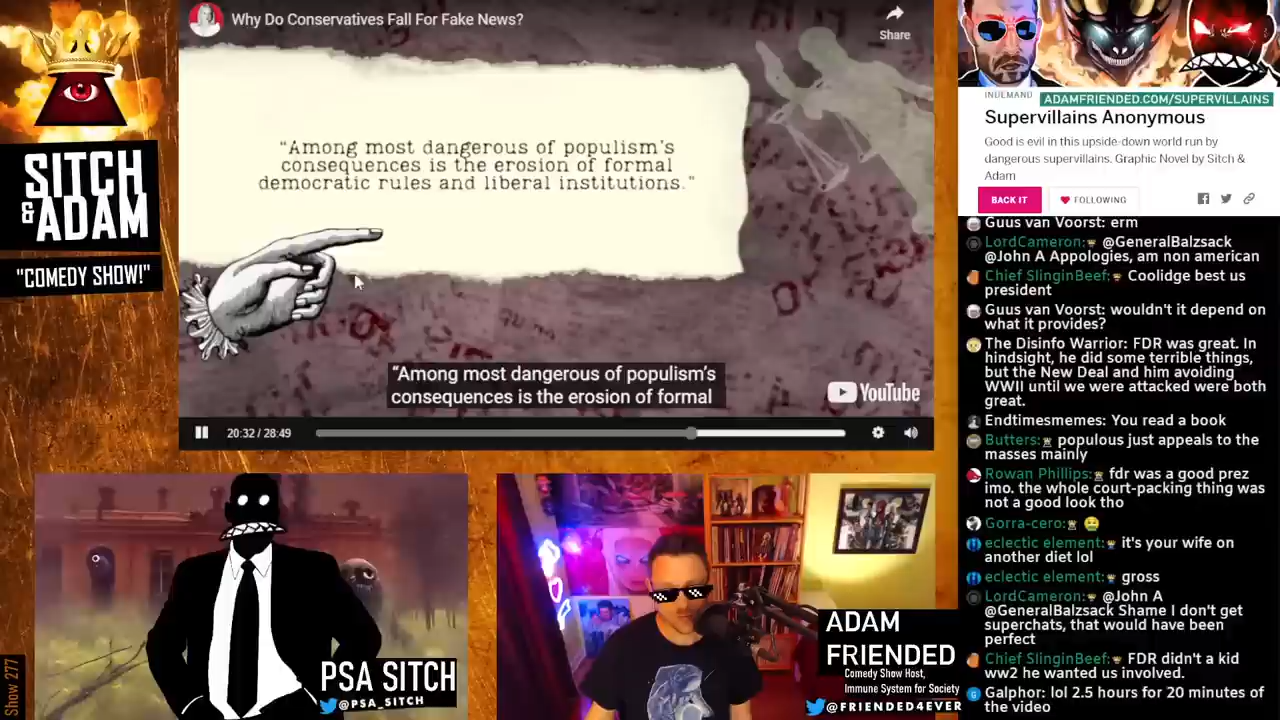 Why Do Conservatives Fall For Fake News?
Share
"Among most dangerous of populism's
consequences is the erosion of formal
democratic rules and liberal institutions."
“Among most dangerous of populism’s
consequences is the erosion of formal
YouTube
20:32 / 28:49
SITCH
& ADAM
"COMEDY SHOW!"
Show 277
PSA SITCH
@PSA_SITCH
ADAM
FRIENDED
Comedy Show Host,
Immune System for Society
@FRIENDED4EVER
INDEMAND
ADAMFRIENDED.COM/SUPERVILLAINS
Supervillains Anonymous
Good is evil in this upside-down world run by
dangerous supervillains. Graphic Novel by Sitch &
Adam
BACK IT
FOLLOWING
Guus van Voorst: erm
LordCameron: @GeneralBalzsack
@John A Appologies, am non american
Chief SlinginBeef: Coolidge best us
president
Guus van Voorst: wouldn't it depend on
what it provides?
The Disinfo Warrior: FDR was great. In
hindsight, he did some terrible things,
but the New Deal and him avoiding
WWII until we were attacked were both
great.
Endtimesmemes: You read a book
Butters: populous just appeals to the
masses mainly
Rowan Phillips: fdr was a good prez
imo. the whole court-packing thing was
not a good look tho
Gorra-cero:
eclectic element: it's your wife on
another diet lol
eclectic element: gross
LordCameron: @John A
@GeneralBalzsack Shame I don't get
superchats, that would have been
perfect
Chief SlinginBeef: FDR didn't a kid
ww2 he wanted us involved.
Galphor: lol 2.5 hours for 20 minutes of
the video